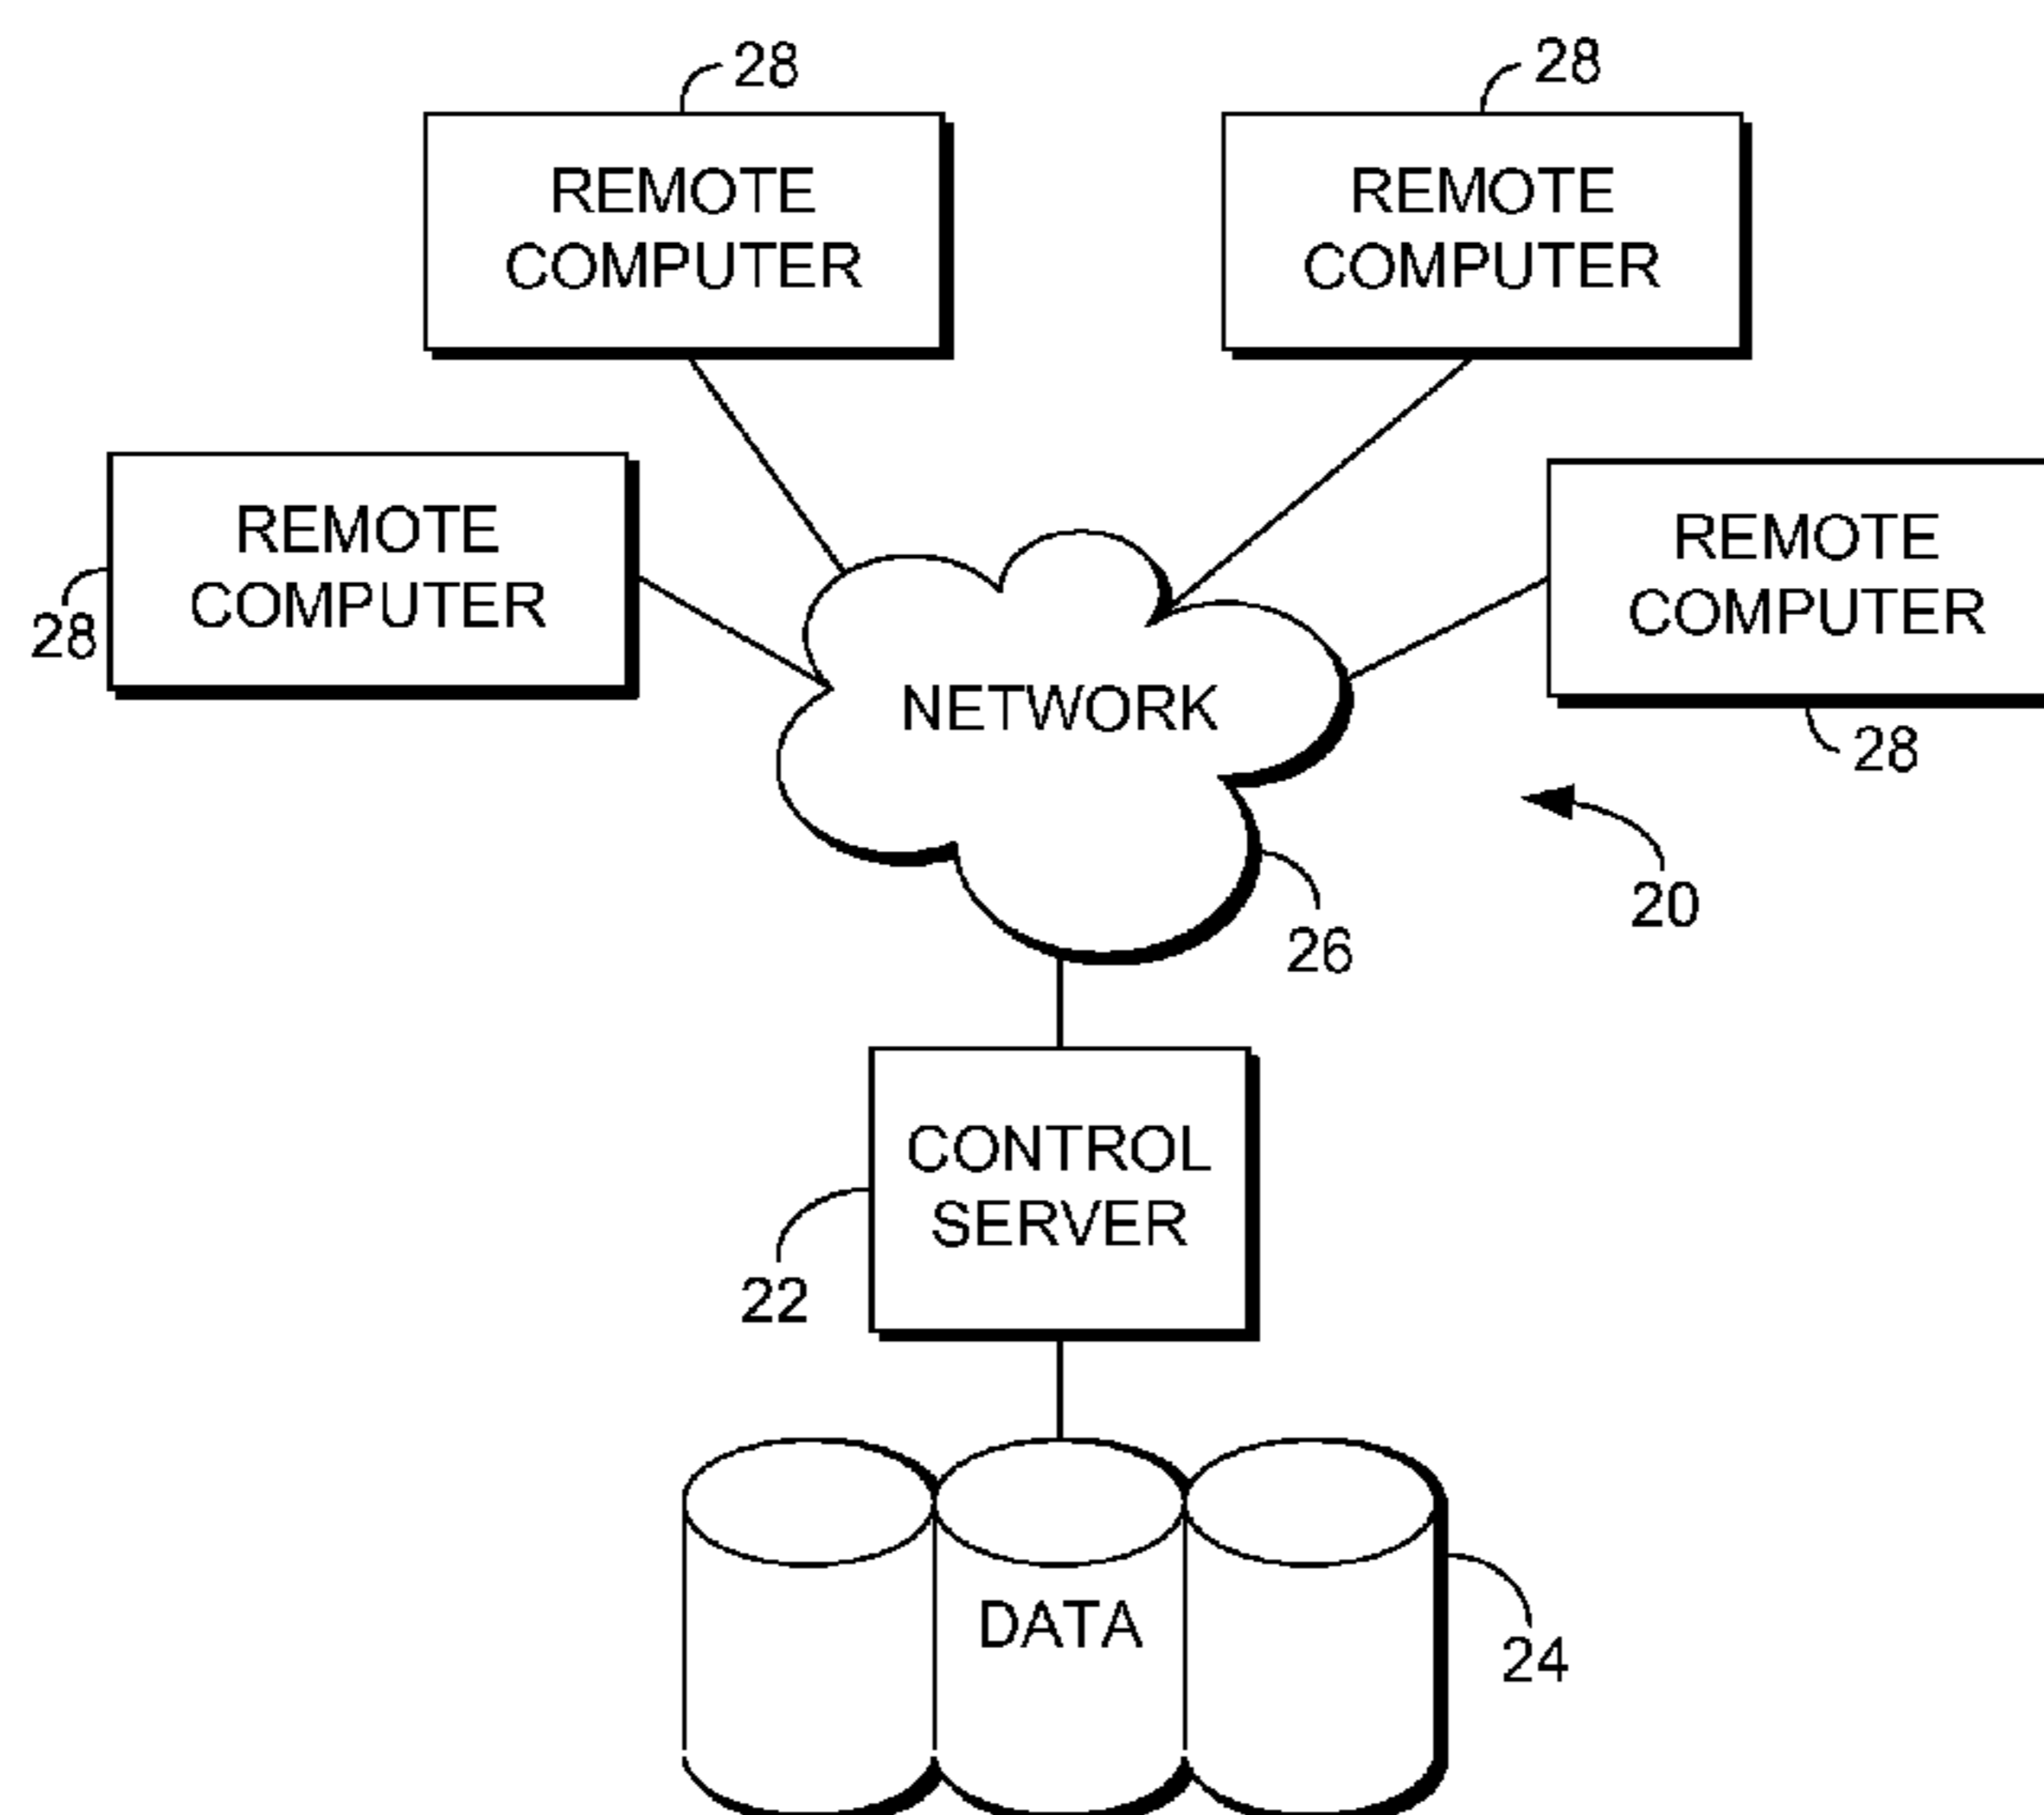 28
28
REMOTE
COMPUTER
REMOTE
COMPUTER
REMOTE
COMPUTER
28
REMOTE
COMPUTER
28
NETWORK
20
26
CONTROL
SERVER
22
DATA
24